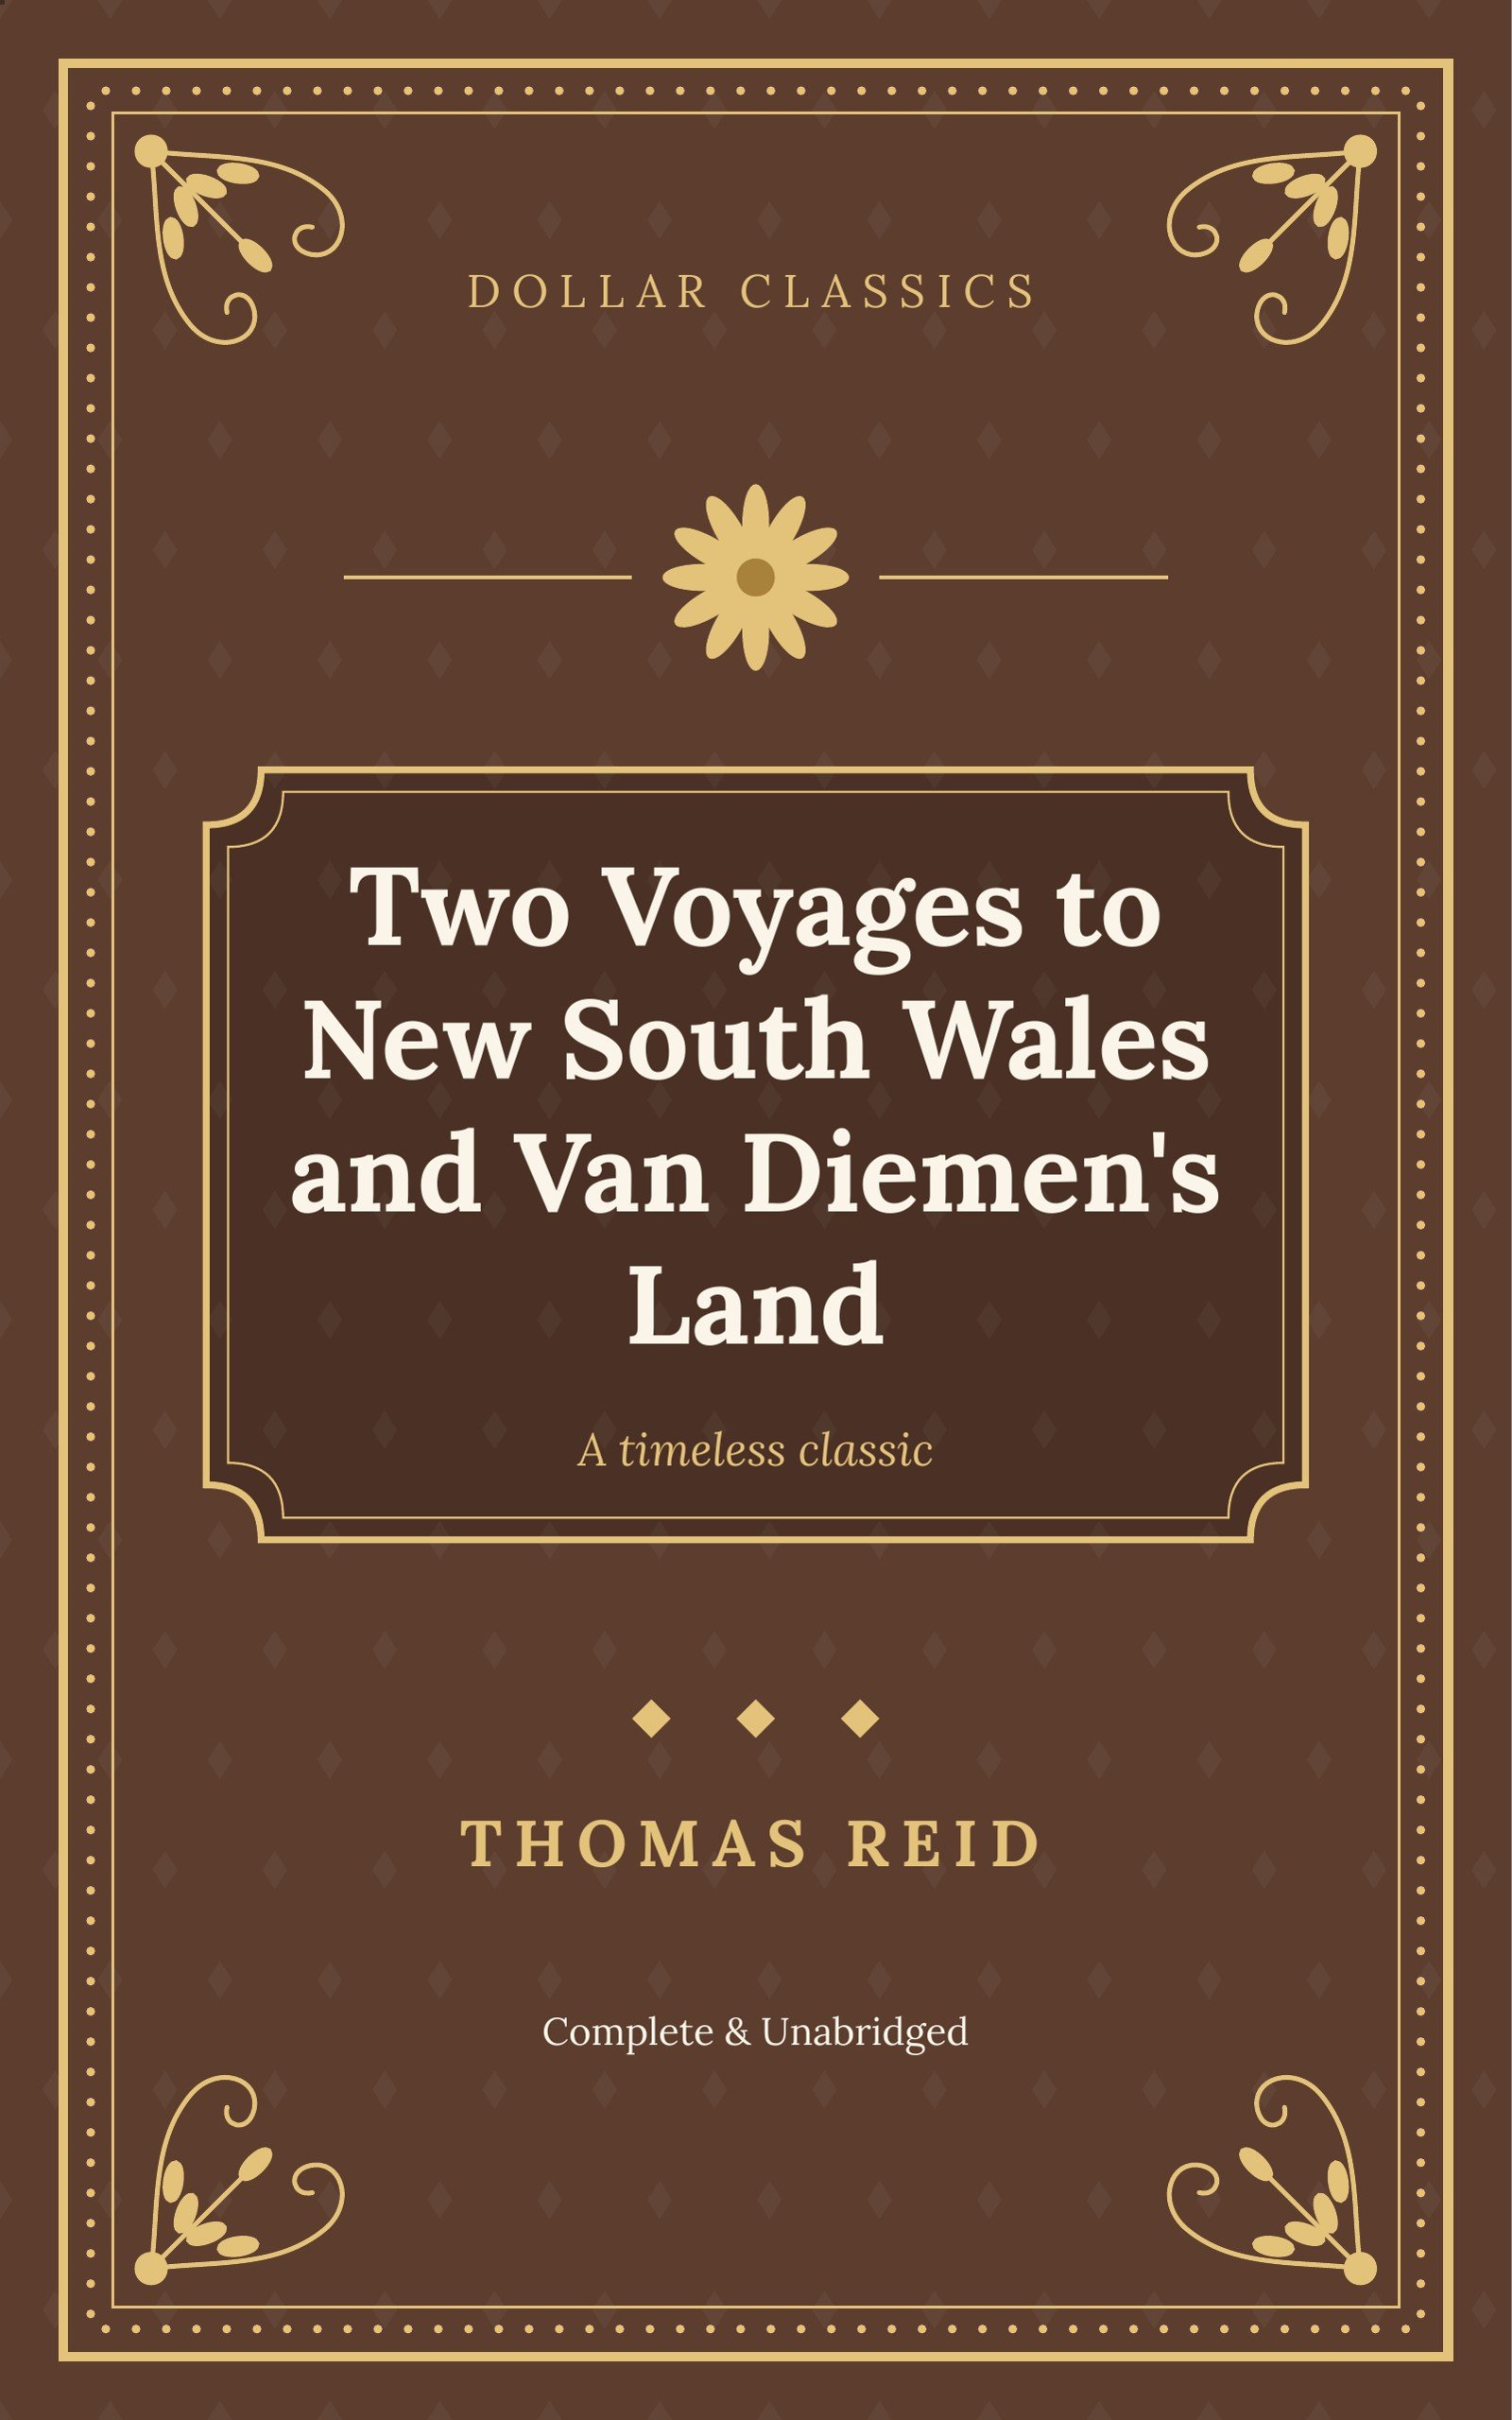 DOLLAR CLASSICS
Two Voyages to
New South Wales
and Van Diemen's
Land
A timeless classic
THOMAS REID
Complete & Unabridged